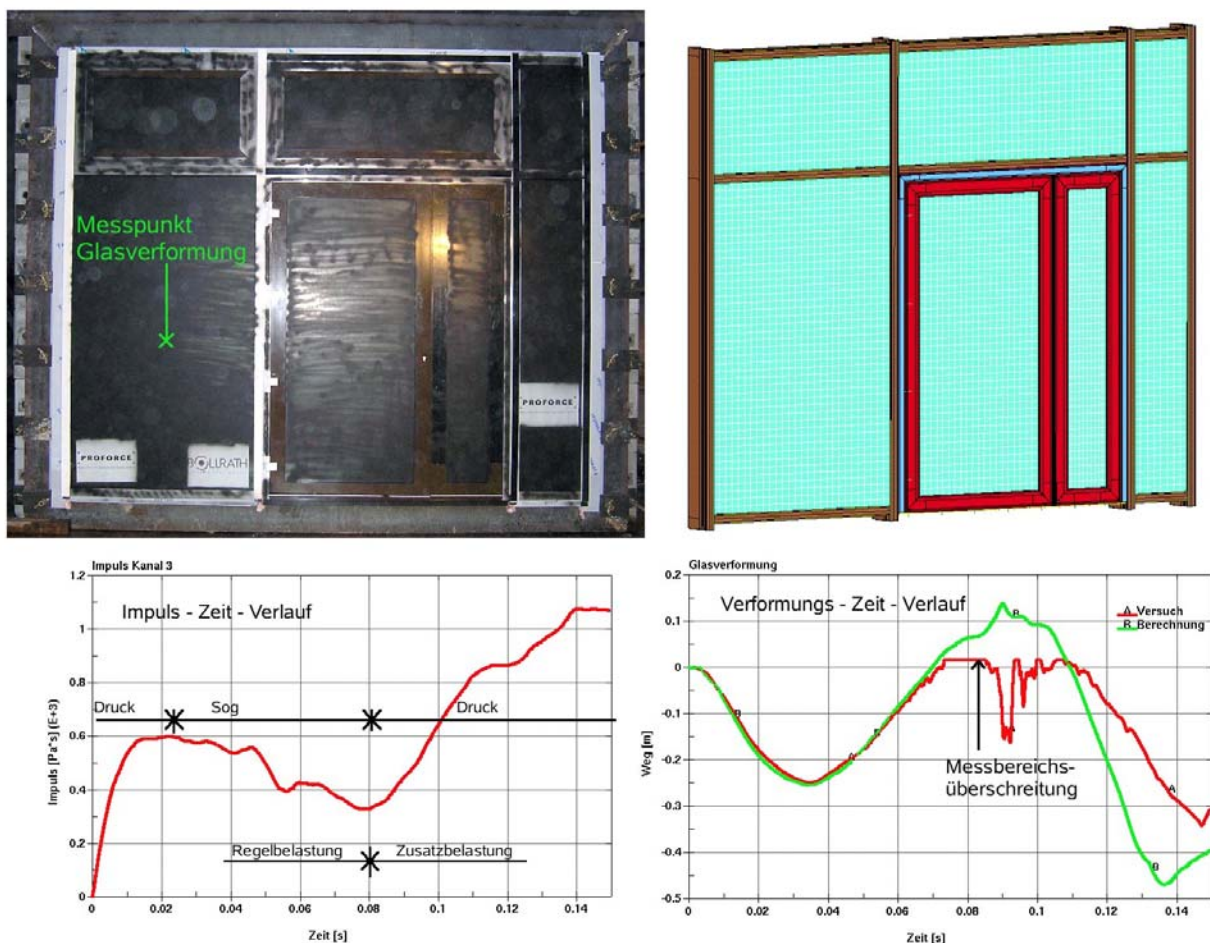 Messpunkt
Glasverformung
PROFORCE
PROFORCE
BOLLRATH
Impuls Kanal 3
Impuls - Zeit - Verlauf
Druck
Sog
Druck
Regelbelastung
Zusatzbelastung
Impuls [Pa*s] (E+3)
1.2
1
0.8
0.6
0.4
0.2
0
0
0.02
0.04
0.06
0.08
0.1
0.12
0.14
Zeit [s]
Glasverformung
Verformungs - Zeit - Verlauf
A Versuch
B Berechnung
Messbereichs-
überschreitung
Weg [m]
0.2
0.1
0
-0.1
-0.2
-0.3
-0.4
-0.5
B
A
B
A
B
A
A
B
0
0.02
0.04
0.06
0.08
0.1
0.12
0.14
Zeit [s]